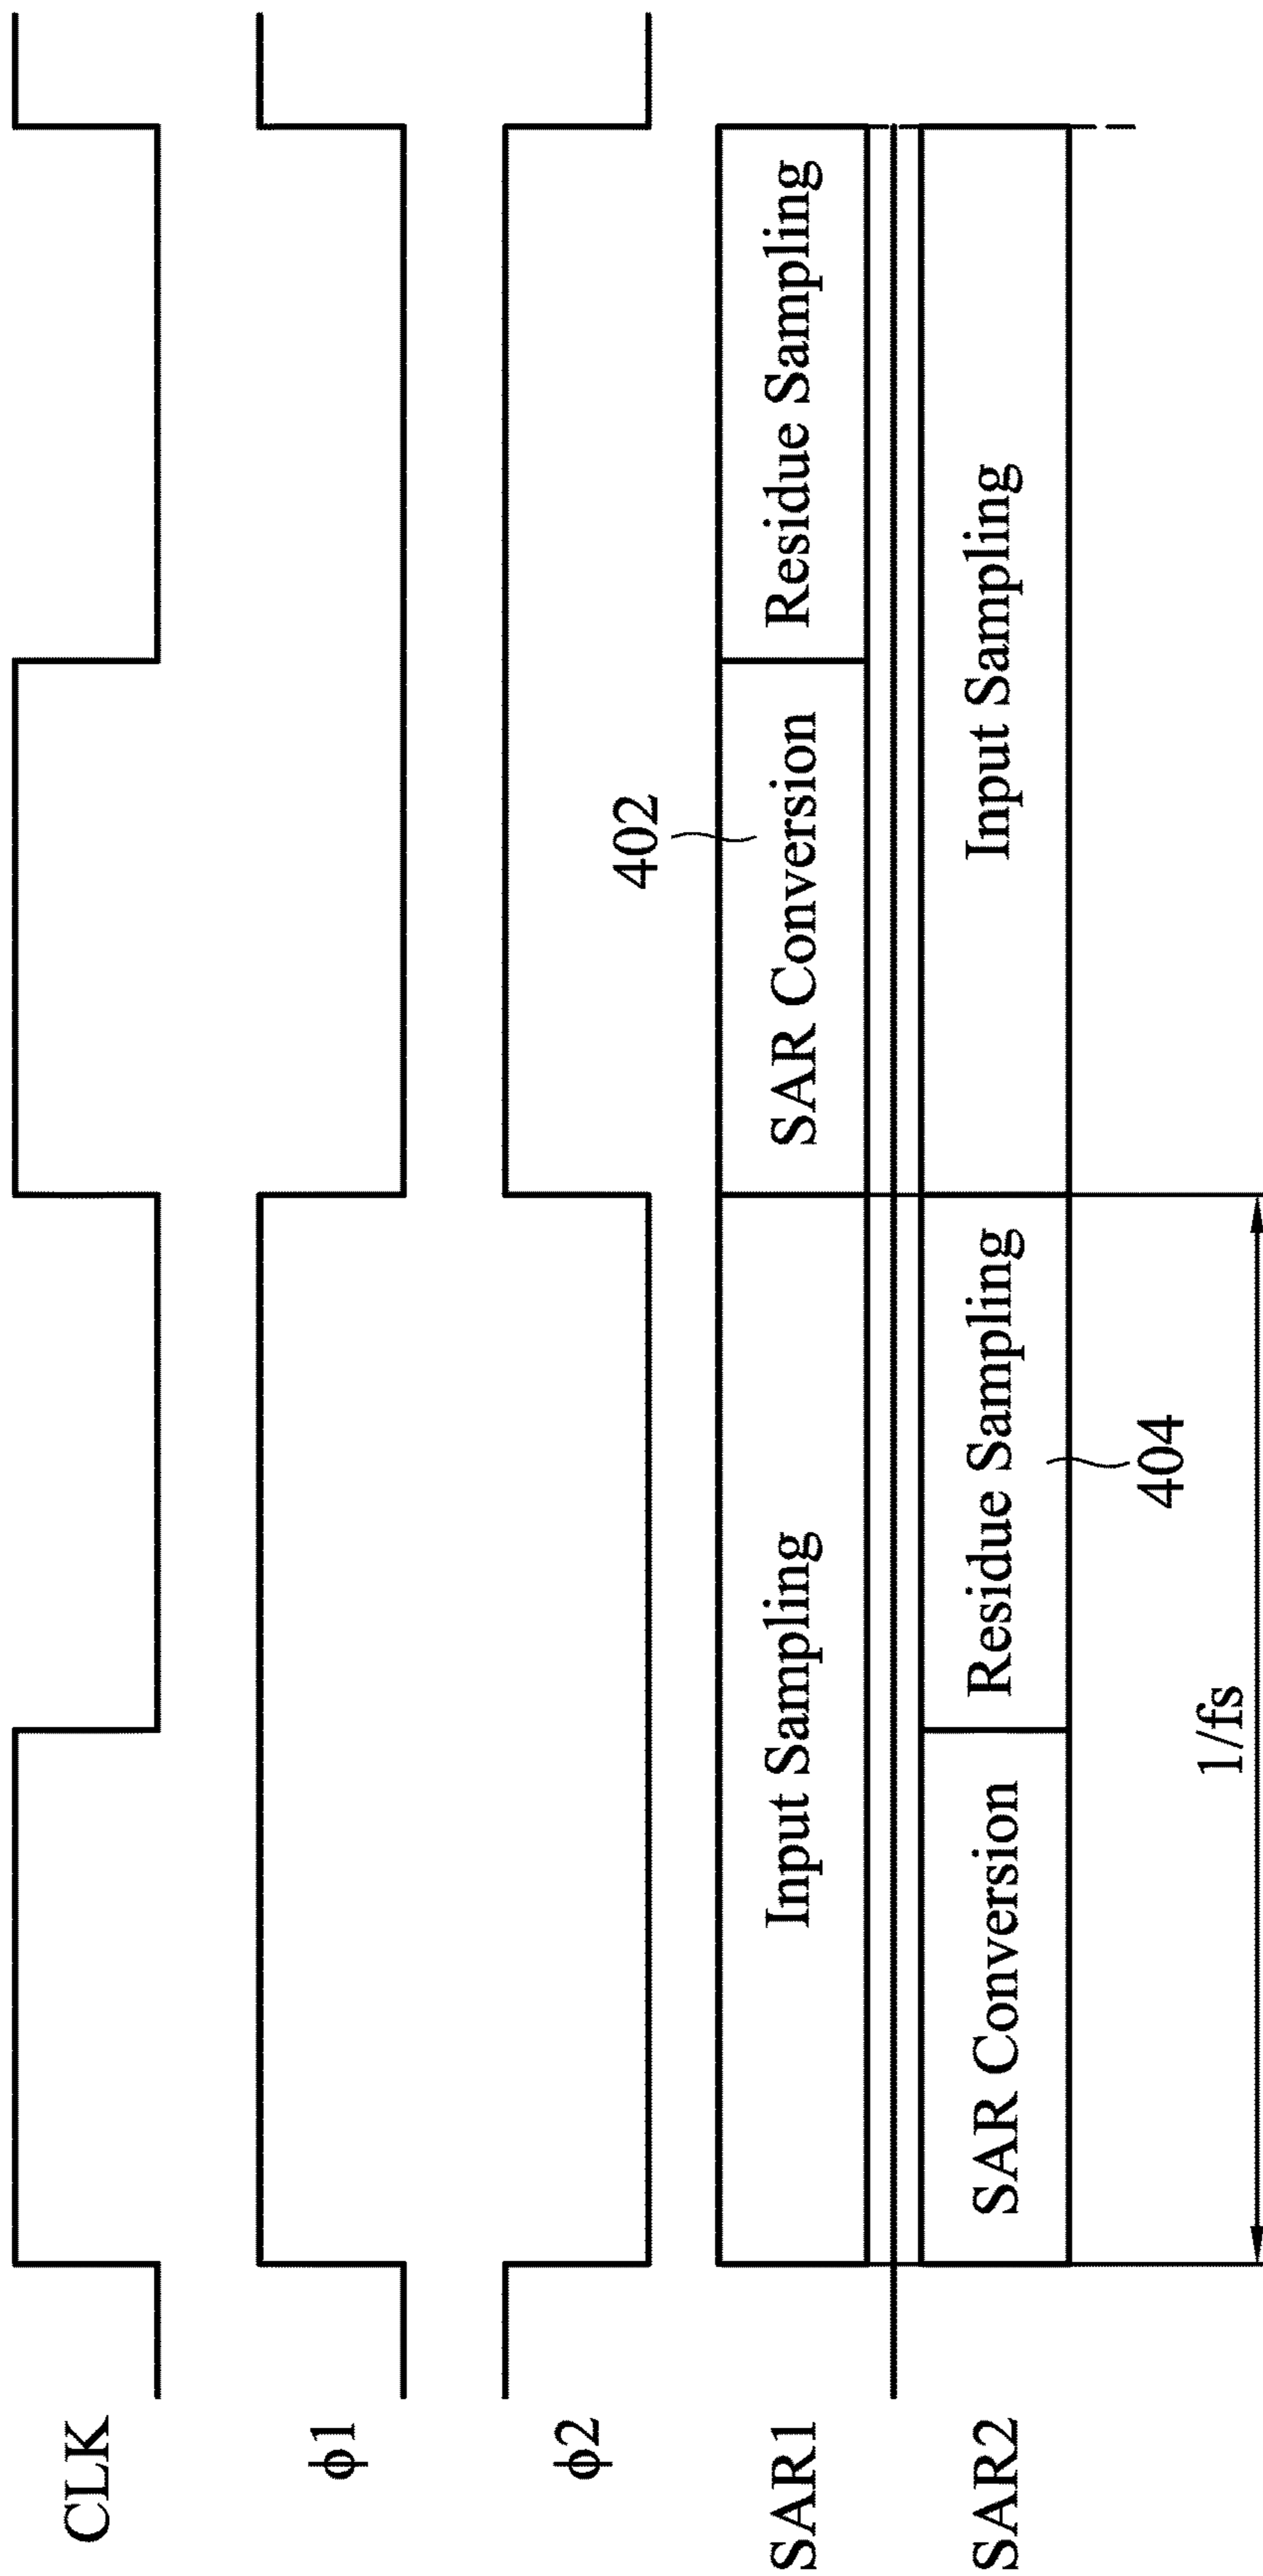 CLK
ϕ1
ϕ2
402
SAR1
Input Sampling
SAR Conversion
Residue Sampling
SAR2
SAR Conversion
Residue Sampling
Input Sampling
404
1/fs